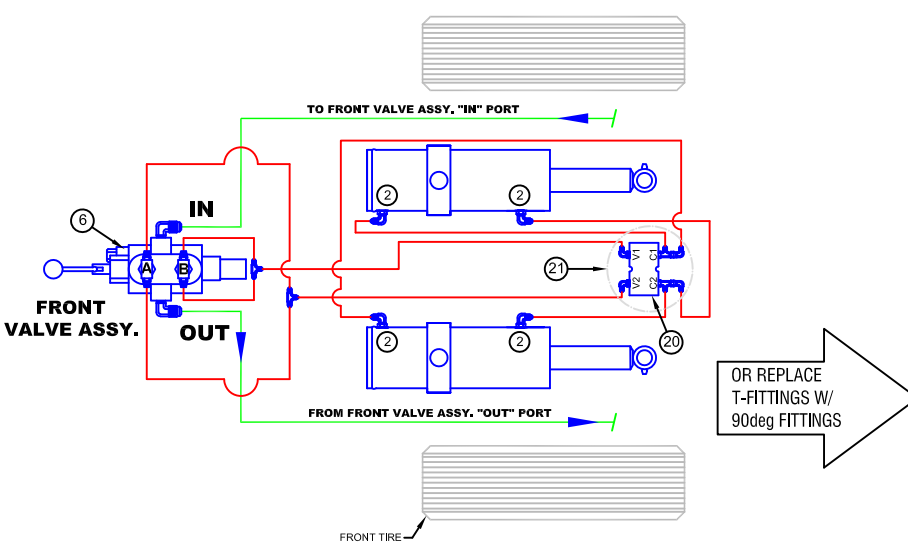 TO FRONT VALVE ASSY. "IN" PORT
2
2
6
IN
A
B
V1
C1
V2
C2
21
FRONT
VALVE ASSY.
OUT
2
2
20
OR REPLACE
T-FITTINGS W/
90deg FITTINGS
FROM FRONT VALVE ASSY. "OUT" PORT
FRONT TIRE